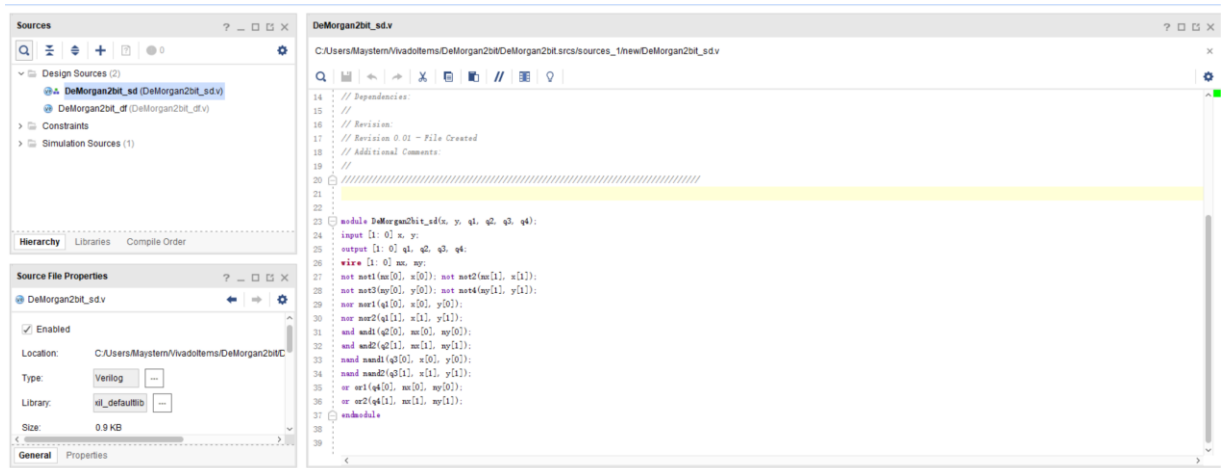 Sources
? _ □ ×
0
Design Sources (2)
DeMorgan2bit_sd (DeMorgan2bit_sd.v)
DeMorgan2bit_df (DeMorgan2bit_df.v)
Constraints
Simulation Sources (1)
Hierarchy Libraries Compile Order
Source File Properties
? _ □ ×
DeMorgan2bit_sd.v
Enabled
Location: C:/Users/Maystern/VivadoItems/DeMorgan2bit/D
Type: Verilog ...
Library: xil_defaultlib ...
Size: 0.9 KB
General Properties
DeMorgan2bit_sd.v
? □ ×
C:/Users/Maystern/VivadoItems/DeMorgan2bit/DeMorgan2bit.srcs/sources_1/new/DeMorgan2bit_sd.v
14 // Dependencies:
15 //
16 // Revision:
17 // Revision 0.01 - File Created
18 // Additional Comments:
19 //
20 //////////////////////////////////////////////////////////////////////////////////
21
22
23 module DeMorgan2bit_sd(x, y, q1, q2, q3, q4);
24 input [1: 0] x, y;
25 output [1: 0] q1, q2, q3, q4;
26 wire [1: 0] nx, ny;
27 not not1(nx[0], x[0]); not not2(nx[1], x[1]);
28 not not3(ny[0], y[0]); not not4(ny[1], y[1]);
29 nor nor1(q1[0], x[0], y[0]);
30 nor nor2(q1[1], x[1], y[1]);
31 and and1(q2[0], nx[0], ny[0]);
32 and and2(q2[1], nx[1], ny[1]);
33 nand nand1(q3[0], x[0], y[0]);
34 nand nand2(q3[1], x[1], y[1]);
35 or or1(q4[0], nx[0], ny[0]);
36 or or2(q4[1], nx[1], ny[1]);
37 endmodule
38
39